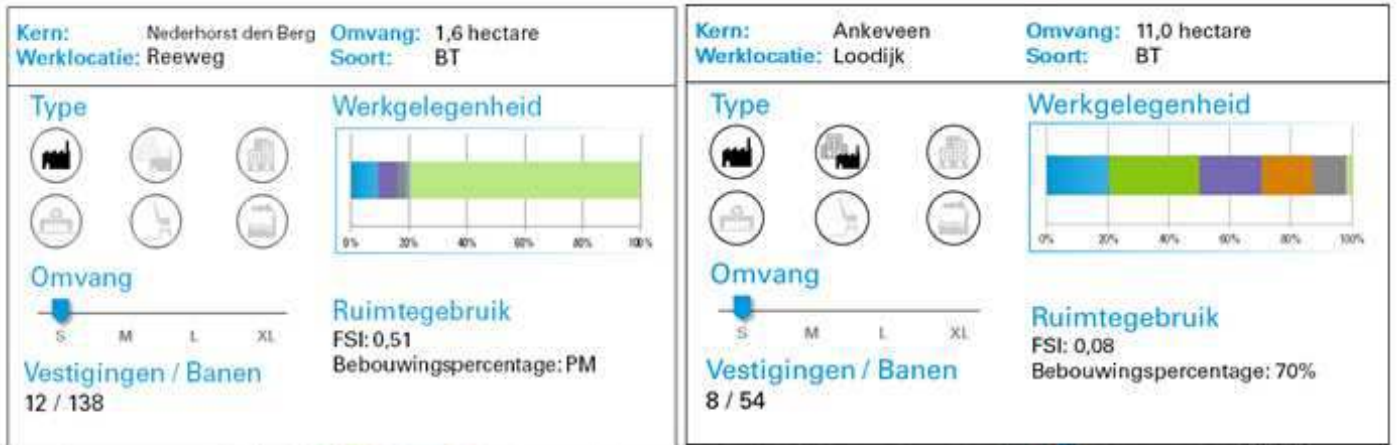 Kern: Nederhorst den Berg Omvang: 1,6 hectare
Werklocatie: Reeweg Soort: BT
Type
Werkgelegenheid
0% 20% 40% 60% 80% 100%
Omvang
S M L XL
Ruimtegebruik
FSI: 0,51
Bebouwingspercentage: PM
Vestigingen / Banen
12 / 138
Kern: Ankeveen Omvang: 11,0 hectare
Werklocatie: Loodijk Soort: BT
Type
Werkgelegenheid
0% 20% 40% 60% 80% 100%
Omvang
S M L XL
Ruimtegebruik
FSI: 0,08
Bebouwingspercentage: 70%
Vestigingen / Banen
8 / 54